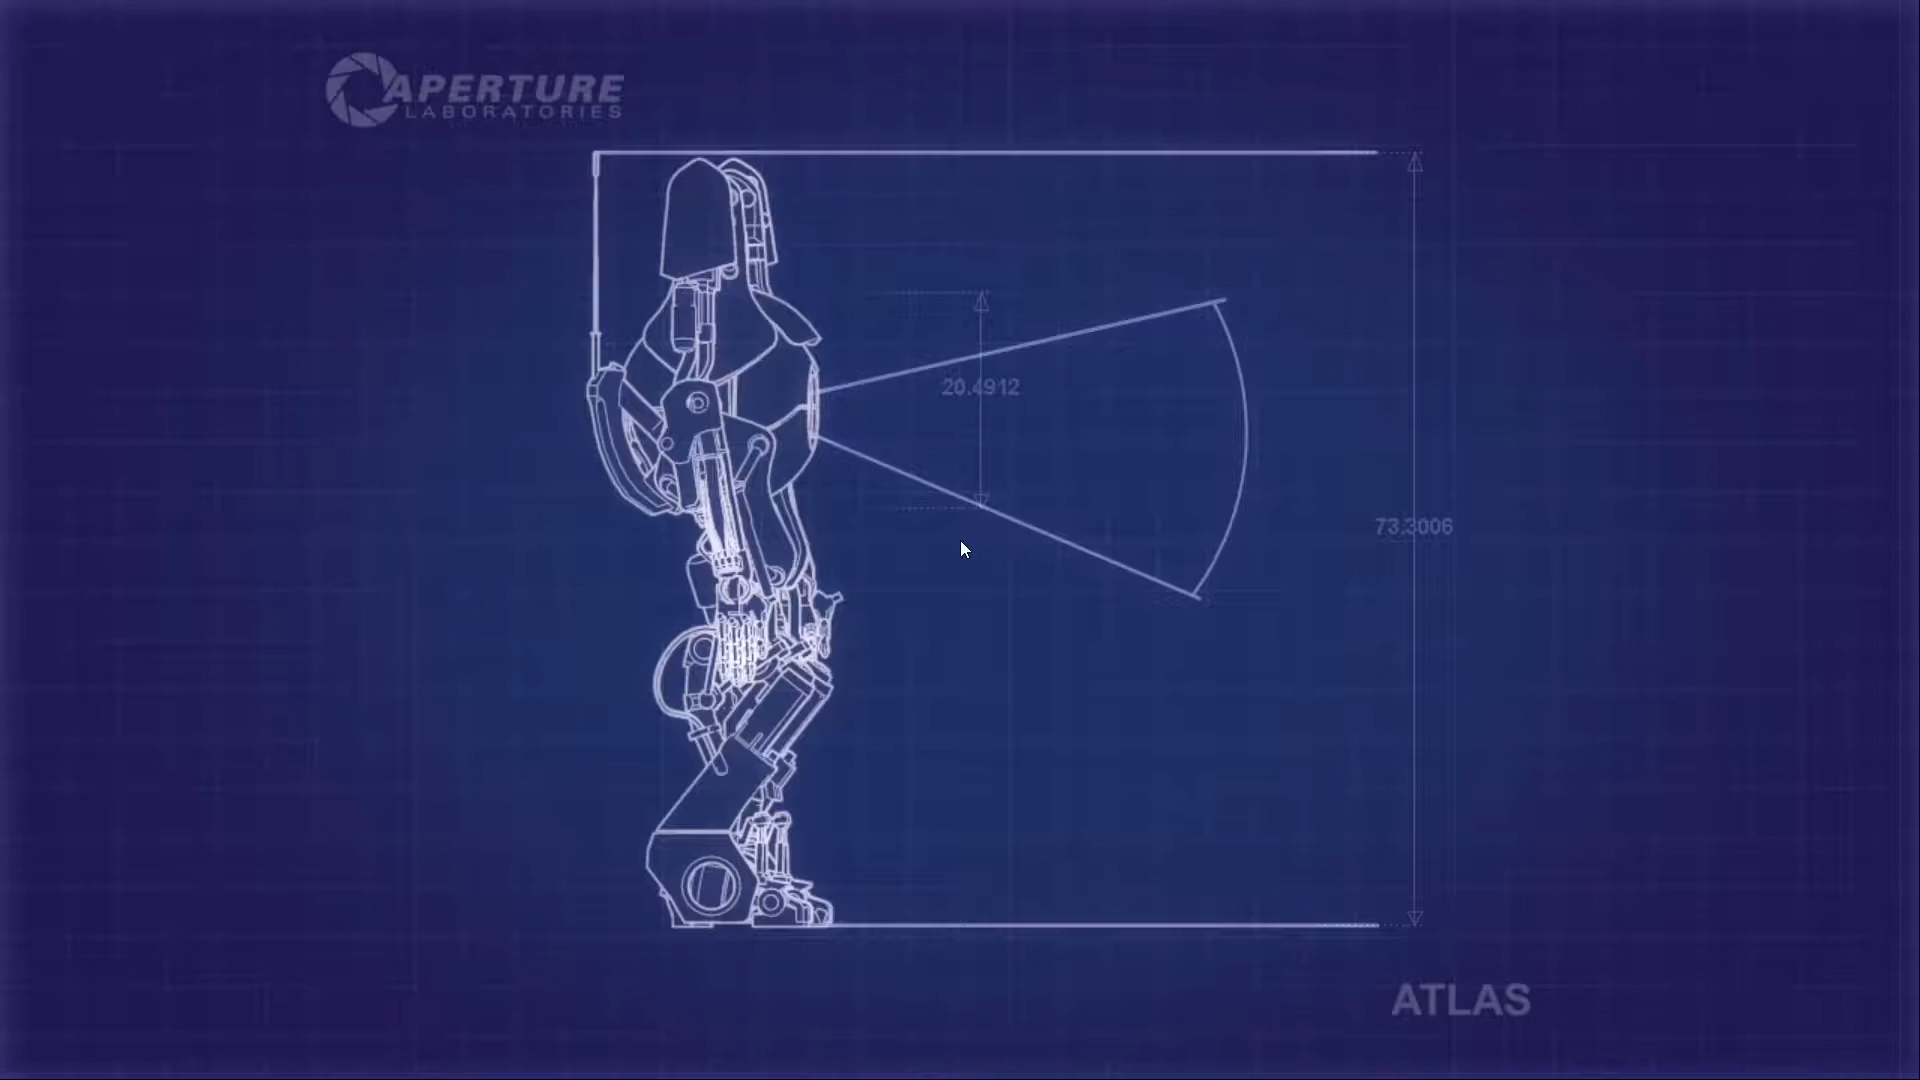 APERTURE
LABORATORIES
20.4912
73.3006
ATLAS